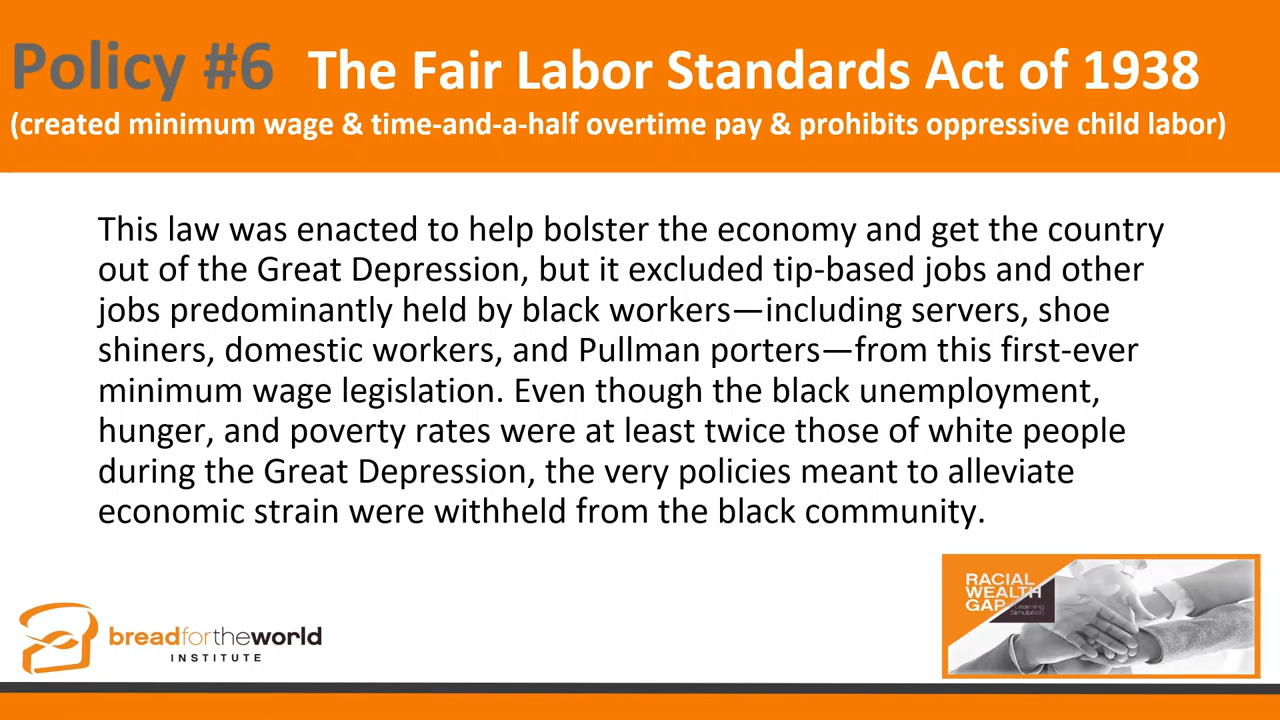 Policy #6 The Fair Labor Standards Act of 1938
(created minimum wage & time-and-a-half overtime pay & prohibits oppressive child labor)
This law was enacted to help bolster the economy and get the country
out of the Great Depression, but it excluded tip-based jobs and other
jobs predominantly held by black workers—including servers, shoe
shiners, domestic workers, and Pullman porters—from this first-ever
minimum wage legislation. Even though the black unemployment,
hunger, and poverty rates were at least twice those of white people
during the Great Depression, the very policies meant to alleviate
economic strain were withheld from the black community.
RACIAL
WEALTH
GAP
Learning
Simulation
breadfortheworld
INSTITUTE